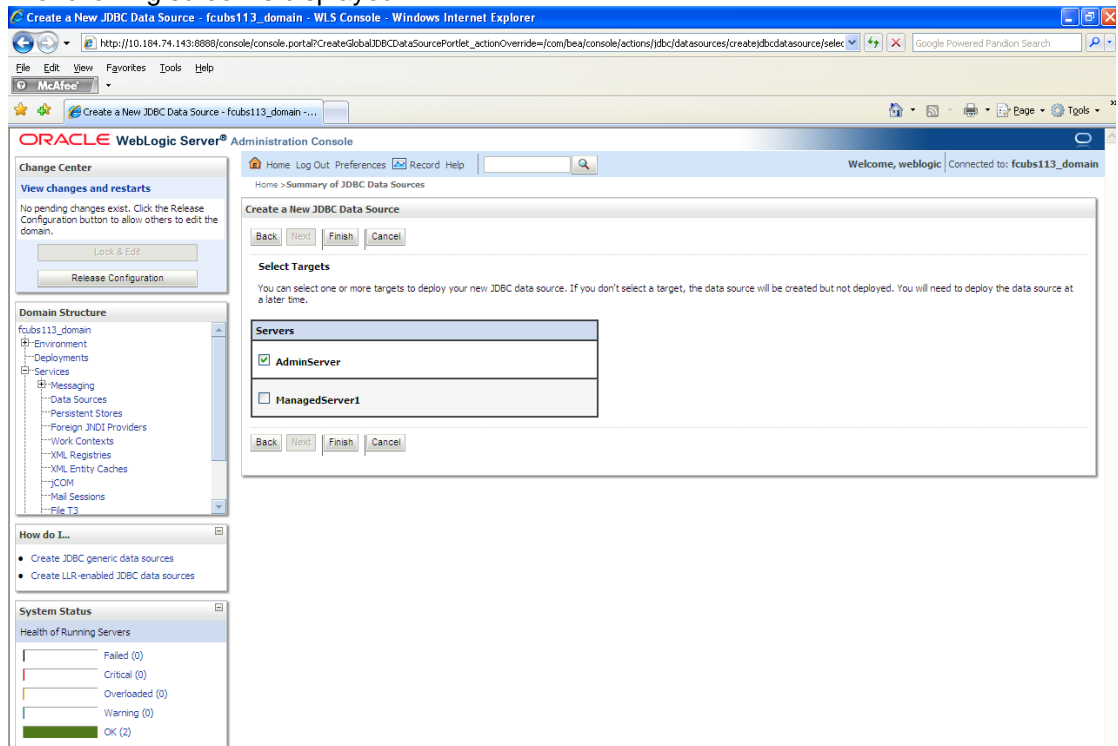 Create a New JDBC Data Source - fcubs113_domain - WLS Console - Windows Internet Explorer
http://10.184.74.143:8888/console/console.portal?CreateGlobalJDBCDataSourcePortlet_actionOverride=/com/bea/console/actions/jdbc/datasources/createjdbcdatasource/selec
Google Powered Pandion Search
File Edit View Favorites Tools Help
McAfee
Create a New JDBC Data Source - fcubs113_domain -...
Page Tools
ORACLE WebLogic Server® Administration Console
Change Center
View changes and restarts
No pending changes exist. Click the Release
Configuration button to allow others to edit the
domain.
Lock & Edit
Release Configuration
Domain Structure
fcubs113_domain
Environment
Deployments
Services
Messaging
Data Sources
Persistent Stores
Foreign JNDI Providers
Work Contexts
XML Registries
XML Entity Caches
jCOM
Mail Sessions
File T3
How do I...
Create JDBC generic data sources
Create LLR-enabled JDBC data sources
System Status
Health of Running Servers
Failed (0)
Critical (0)
Overloaded (0)
Warning (0)
OK (2)
Home Log Out Preferences Record Help
Welcome, weblogic Connected to: fcubs113_domain
Home >Summary of JDBC Data Sources
Create a New JDBC Data Source
Back Next Finish Cancel
Select Targets
You can select one or more targets to deploy your new JDBC data source. If you don't select a target, the data source will be created but not deployed. You will need to deploy the data source at
a later time.
Servers
AdminServer
ManagedServer1
Back Next Finish Cancel